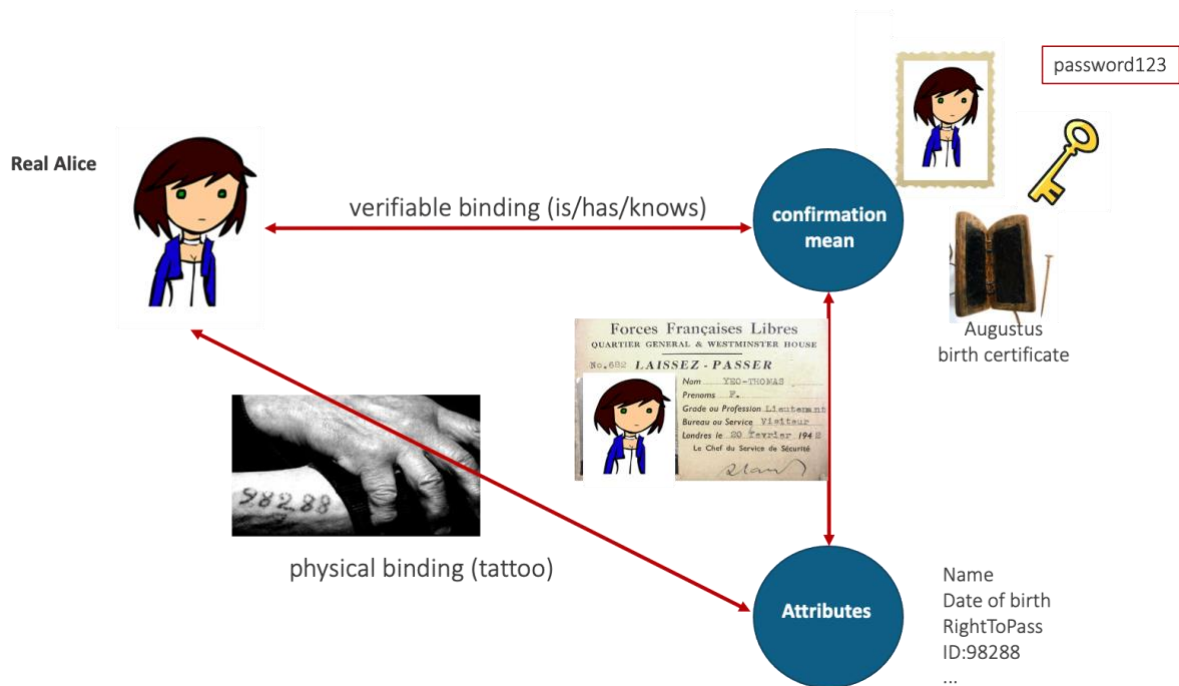 password123
Real Alice
verifiable binding (is/has/knows)
confirmation
mean
Augustus
birth certificate
Forces Françaises Libres
QUARTIER GENERAL & WESTMINSTER HOUSE
No.682 LAISSEZ-PASSER
Nom YEO-THOMAS
Prenoms F.
Grade ou Profession Lieutenant
Bureau ou Service Visiteur
Londres le 20 fevrier 1942
Le Chef du Service de Sécurité
98288
physical binding (tattoo)
Attributes
Name
Date of birth
RightToPass
ID:98288
...